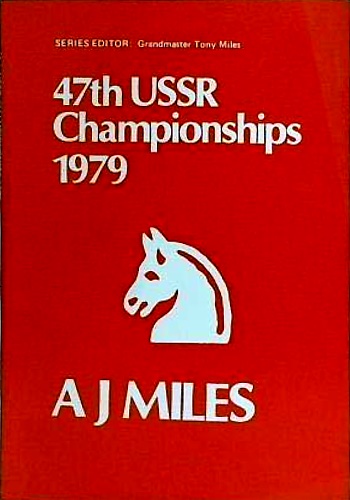 SERIES EDITOR: Grandmaster Tony Miles
47th USSR
Championships
1979
A J MILES